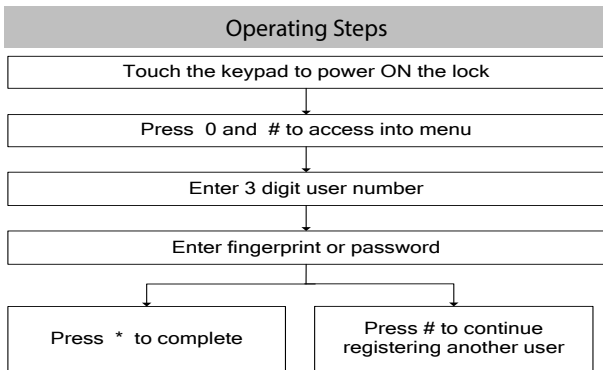 Operating Steps
Touch the keypad to power ON the lock
Press 0 and # to access into menu
Enter 3 digit user number
Enter fingerprint or password
Press * to complete
Press # to continue
registering another user